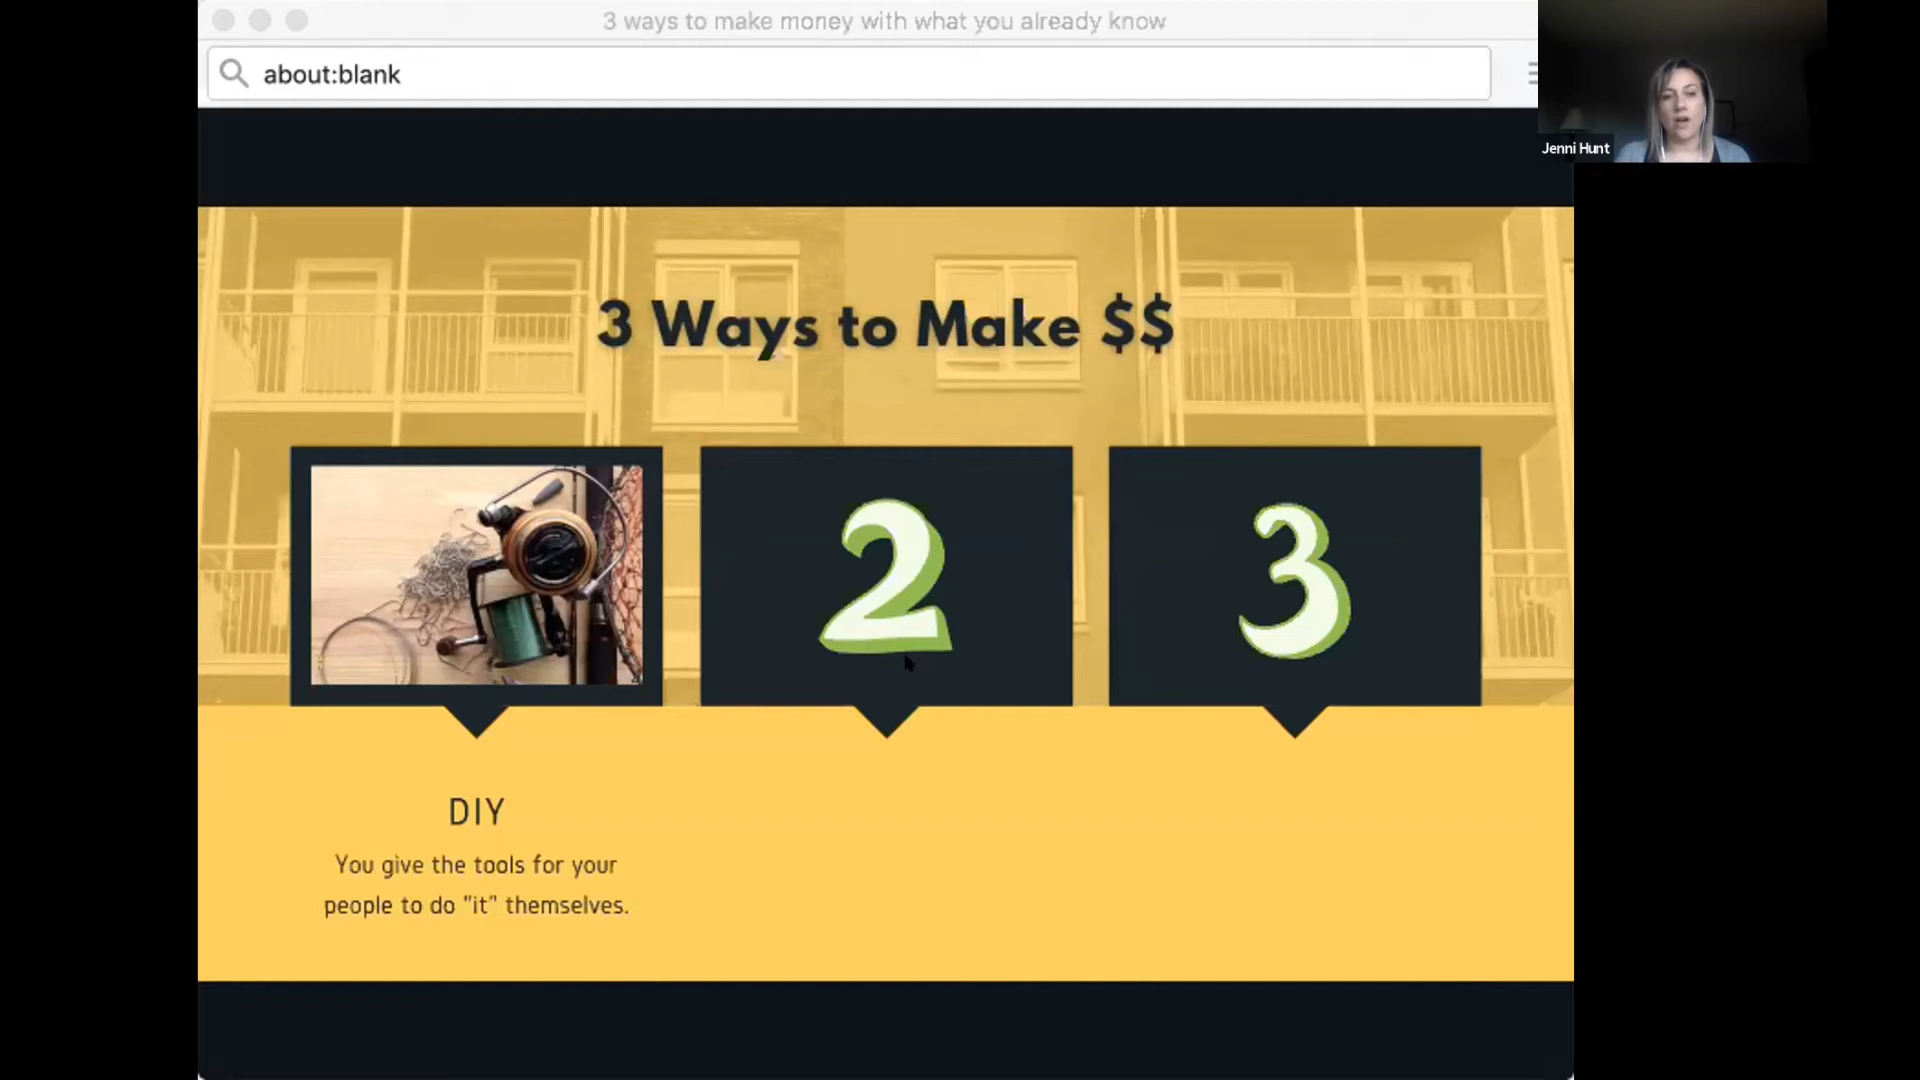 3 ways to make money with what you already know
about:blank
Jenni Hunt
3 Ways to Make $$
2
3
DIY
You give the tools for your
people to do "it" themselves.